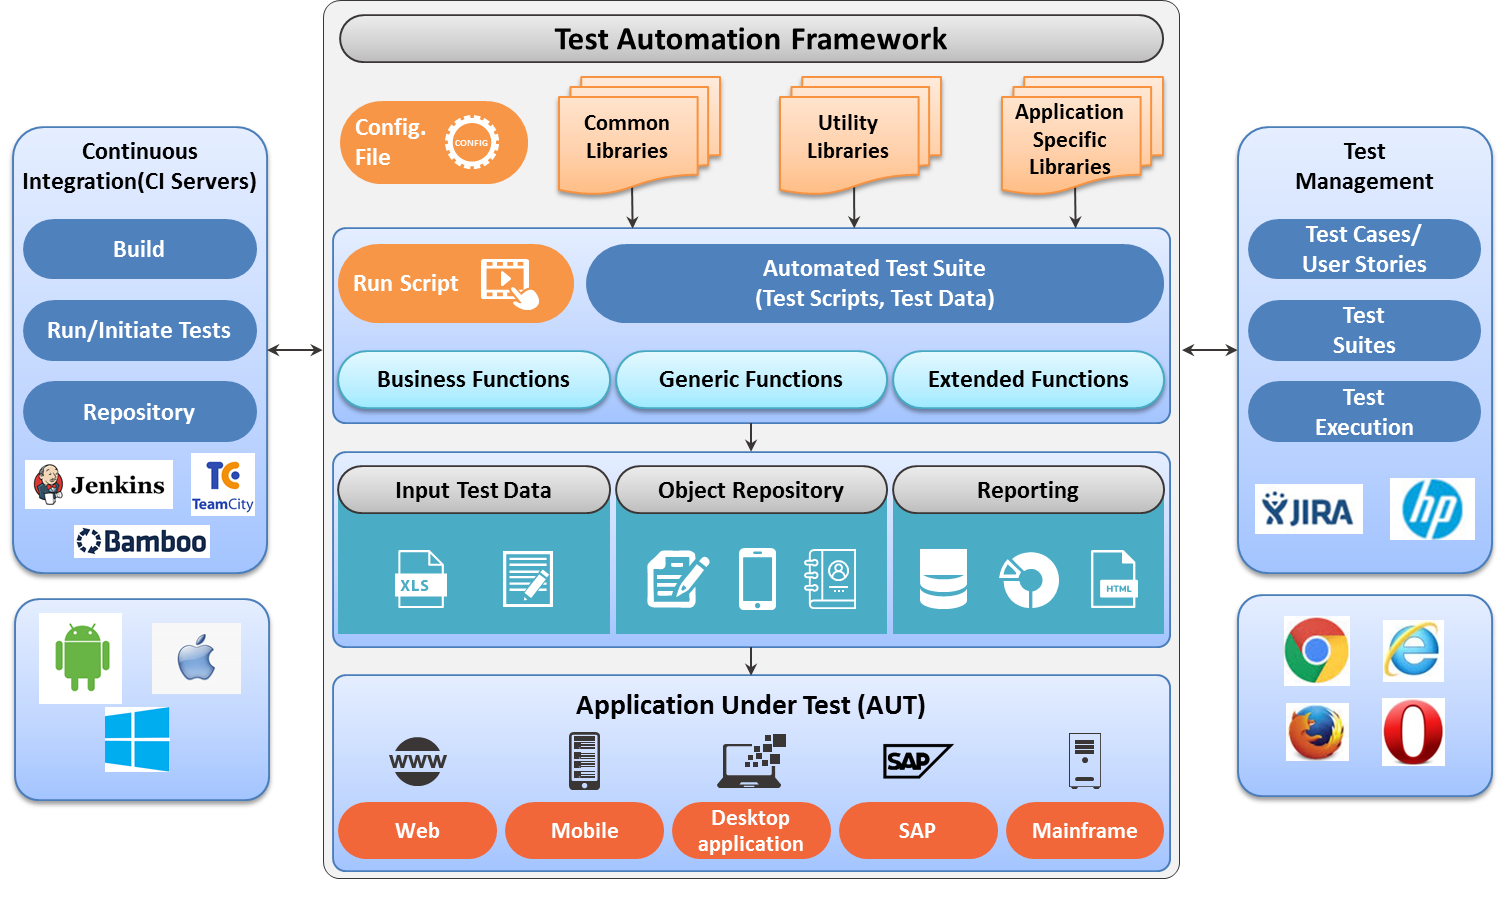 Test Automation Framework
Config.
File
CONFIG
Common
Libraries
Utility
Libraries
Application
Specific
Libraries
Continuous
Integration(CI Servers)
Build
Run/Initiate Tests
Repository
Jenkins
TC
TeamCity
Bamboo
Run Script
Automated Test Suite
(Test Scripts, Test Data)
Business Functions
Generic Functions
Extended Functions
Test
Management
Test Cases/
User Stories
Test
Suites
Test
Execution
JIRA
hp
Input Test Data
Object Repository
Reporting
XLS
HTML
Application Under Test (AUT)
WWW
SAP
Web
Mobile
Desktop
application
SAP
Mainframe